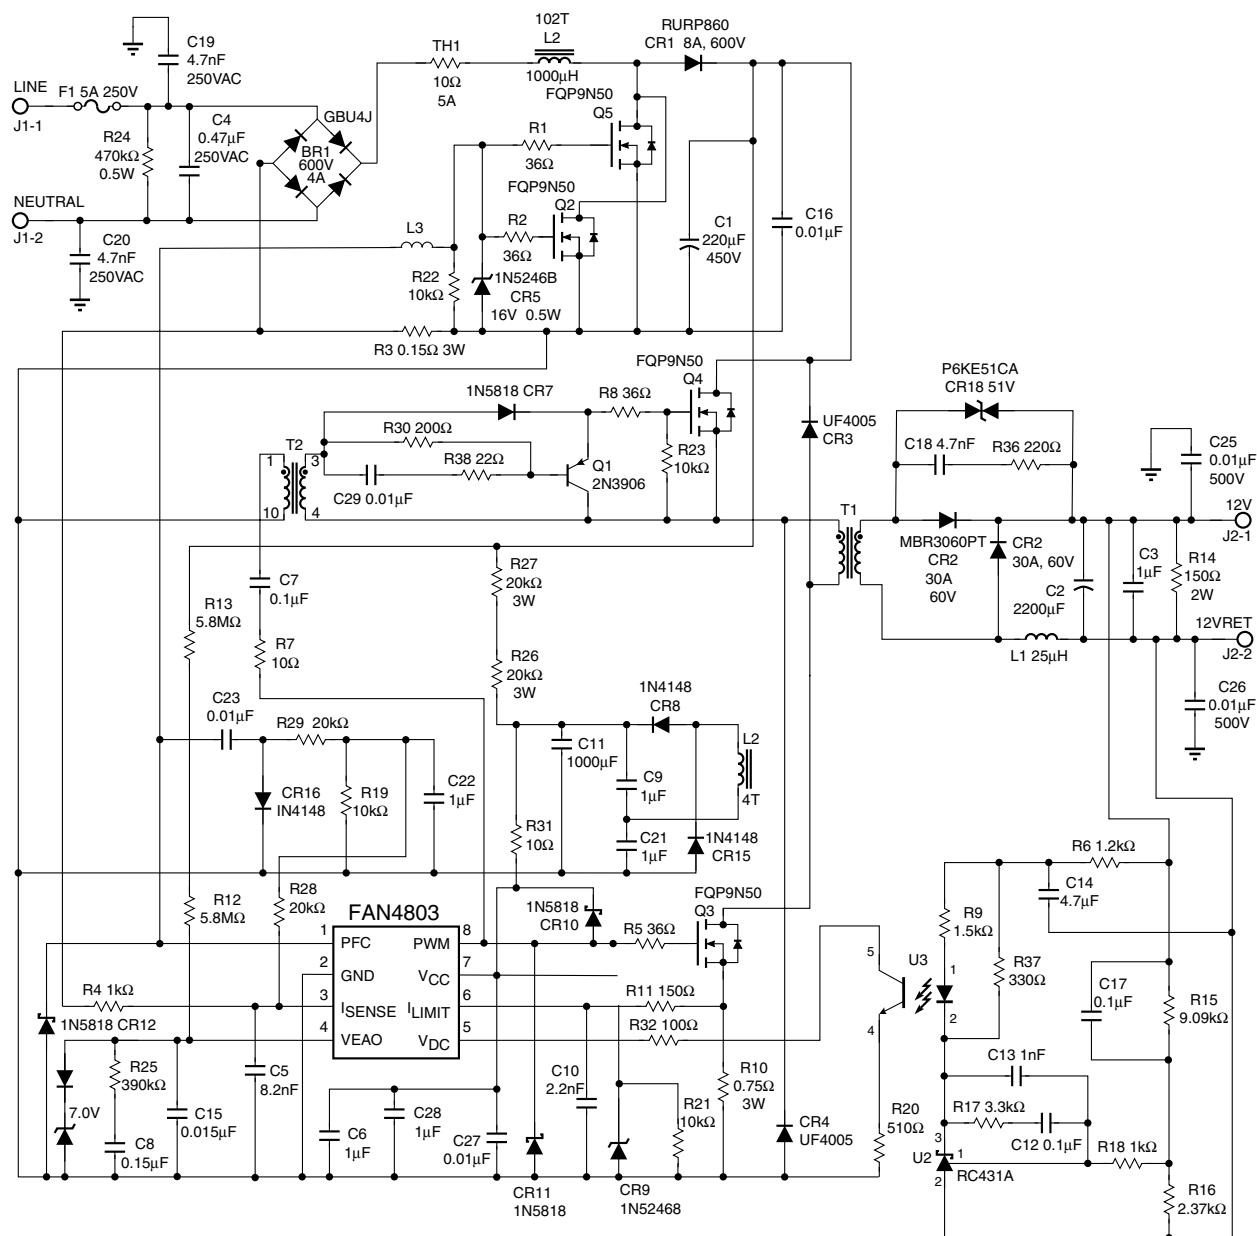 102T
L2
1000μH
RURP860
CR1 8A, 600V
C19
4.7nF
250VAC
TH1
10Ω
5A
LINE
J1-1
F1 5A 250V
R24
470kΩ
0.5W
C4
0.47μF
250VAC
GBU4J
BR1
600V
4A
FQP9N50
Q5
R1
36Ω
FQP9N50
Q2
R2
36Ω
NEUTRAL
J1-2
C20
4.7nF
250VAC
L3
R22
10kΩ
1N5246B
CR5
16V 0.5W
C1
220μF
450V
C16
0.01μF
R3 0.15Ω 3W
FQP9N50
Q4
1N5818 CR7
R8 36Ω
R30 200Ω
R38 22Ω
C29 0.01μF
T2
1
3
10
4
Q1
2N3906
R23
10kΩ
UF4005
CR3
P6KE51CA
CR18 51V
C18 4.7nF
R36 220Ω
C25
0.01μF
500V
T1
MBR3060PT
CR2
30A
60V
CR2
30A, 60V
C2
2200μF
C3
1μF
R14
150Ω
2W
12V
J2-1
12VRET
J2-2
L1 25μH
C26
0.01μF
500V
R27
20kΩ
3W
C7
0.1μF
R13
5.8MΩ
R7
10Ω
R26
20kΩ
3W
C23
0.01μF
R29 20kΩ
1N4148
CR8
C11
1000μF
L2
4T
C9
1μF
CR16
IN4148
R19
10kΩ
C22
1μF
R31
10Ω
C21
1μF
1N4148
CR15
R12
5.8MΩ
R28
20kΩ
1N5818
CR10
FQP9N50
Q3
R6 1.2kΩ
C14
4.7μF
R9
1.5kΩ
R37
330Ω
FAN4803
1
PFC
PWM
8
2
GND
VCC
7
3
ISENSE
ILIMIT
6
4
VEAO
VDC
5
R5 36Ω
R11 150Ω
R32 100Ω
R4 1kΩ
1N5818 CR12
U3
5
4
1
2
C17
0.1μF
R15
9.09kΩ
R25
390kΩ
7.0V
C8
0.15μF
C15
0.015μF
C5
8.2nF
C6
1μF
C28
1μF
C27
0.01μF
C10
2.2nF
R10
0.75Ω
3W
R21
10kΩ
CR11
1N5818
CR9
1N52468
CR4
UF4005
R20
510Ω
C13 1nF
R17 3.3kΩ
C12 0.1μF
R18 1kΩ
3
U2
1
2
RC431A
R16
2.37kΩ